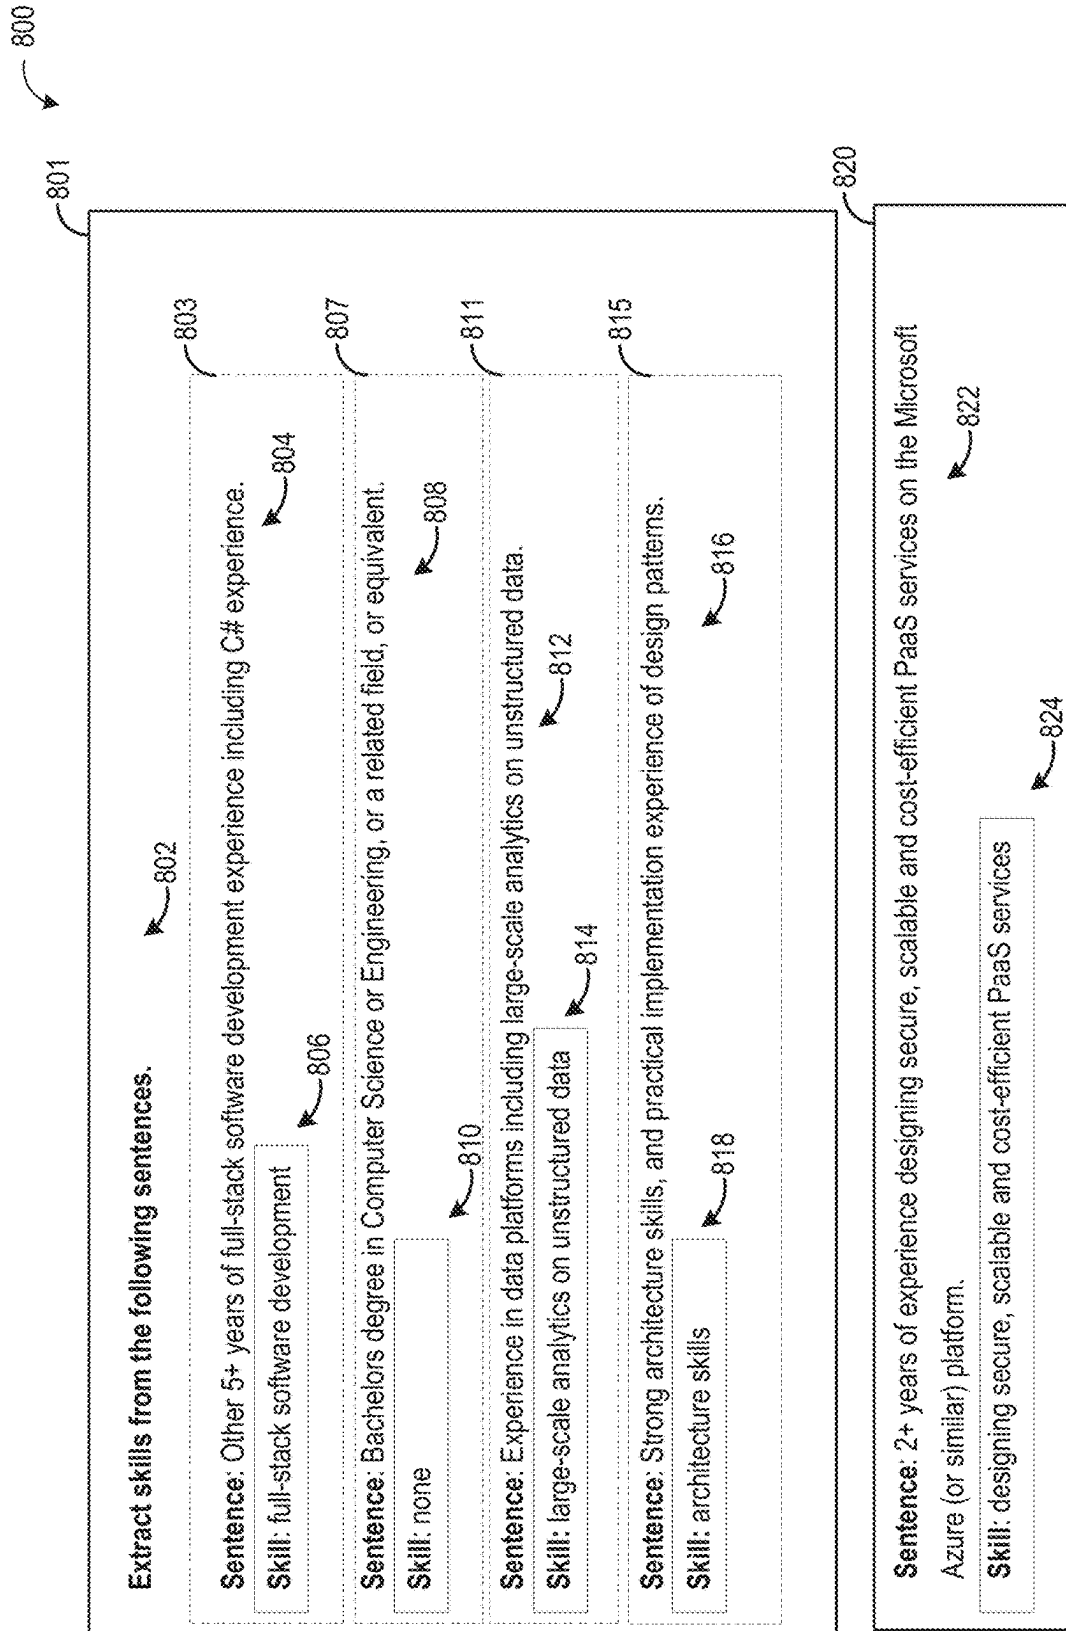 800
801
Extract skills from the following sentences.
802
803
Sentence: Other 5+ years of full-stack software development experience including C# experience.
804
Skill: full-stack software development
806
807
Sentence: Bachelors degree in Computer Science or Engineering, or a related field, or equivalent.
808
Skill: none
810
811
Sentence: Experience in data platforms including large-scale analytics on unstructured data.
812
Skill: large-scale analytics on unstructured data
814
815
Sentence: Strong architecture skills, and practical implementation experience of design patterns.
816
Skill: architecture skills
818
820
Sentence: 2+ years of experience designing secure, scalable and cost-efficient PaaS services on the Microsoft
Azure (or similar) platform.
822
Skill: designing secure, scalable and cost-efficient PaaS services
824